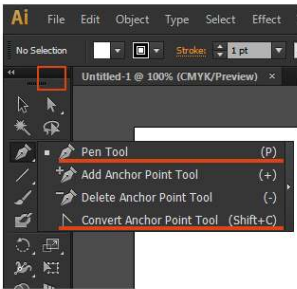 Ai File Edit Object Type Select Effect
No Selection Stroke: 1 pt
Untitled-1 @ 100% (CMYK/Preview) ×
Pen Tool (P)
Add Anchor Point Tool (+)
Delete Anchor Point Tool (-)
Convert Anchor Point Tool (Shift+C)